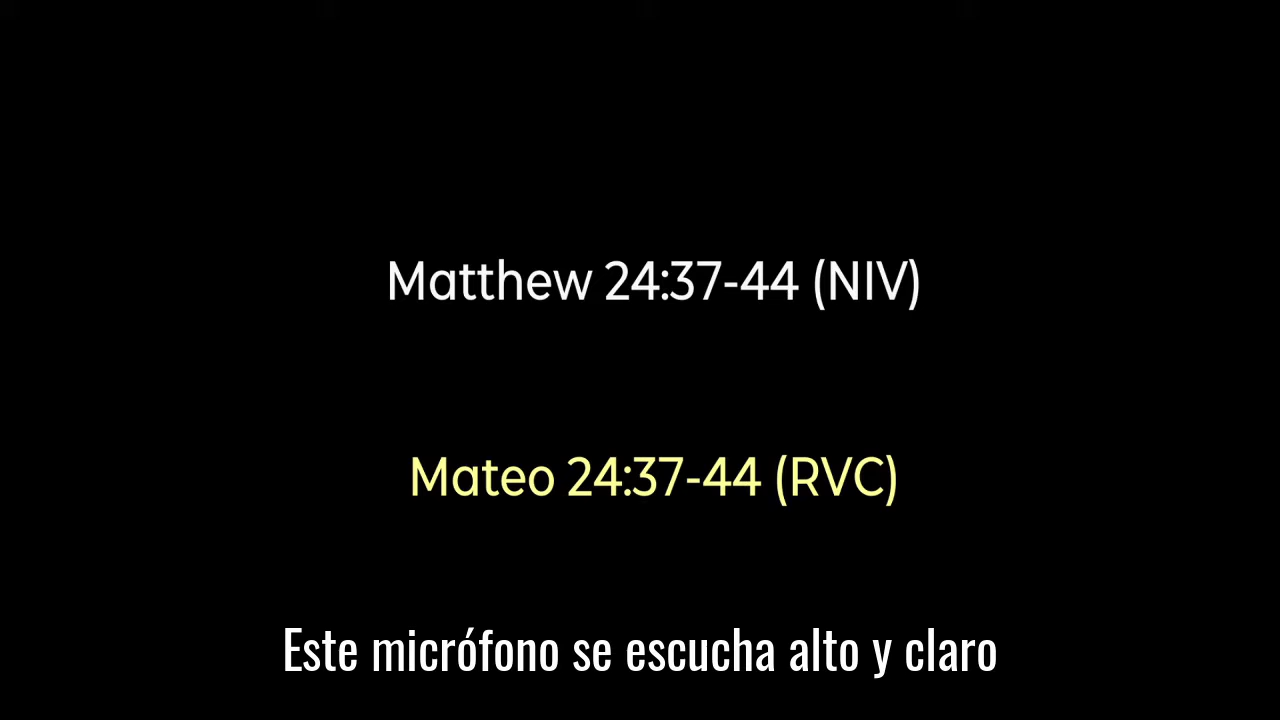 Matthew 24:37-44 (NIV)
Mateo 24:37-44 (RVC)
Este micrófono se escucha alto y claro